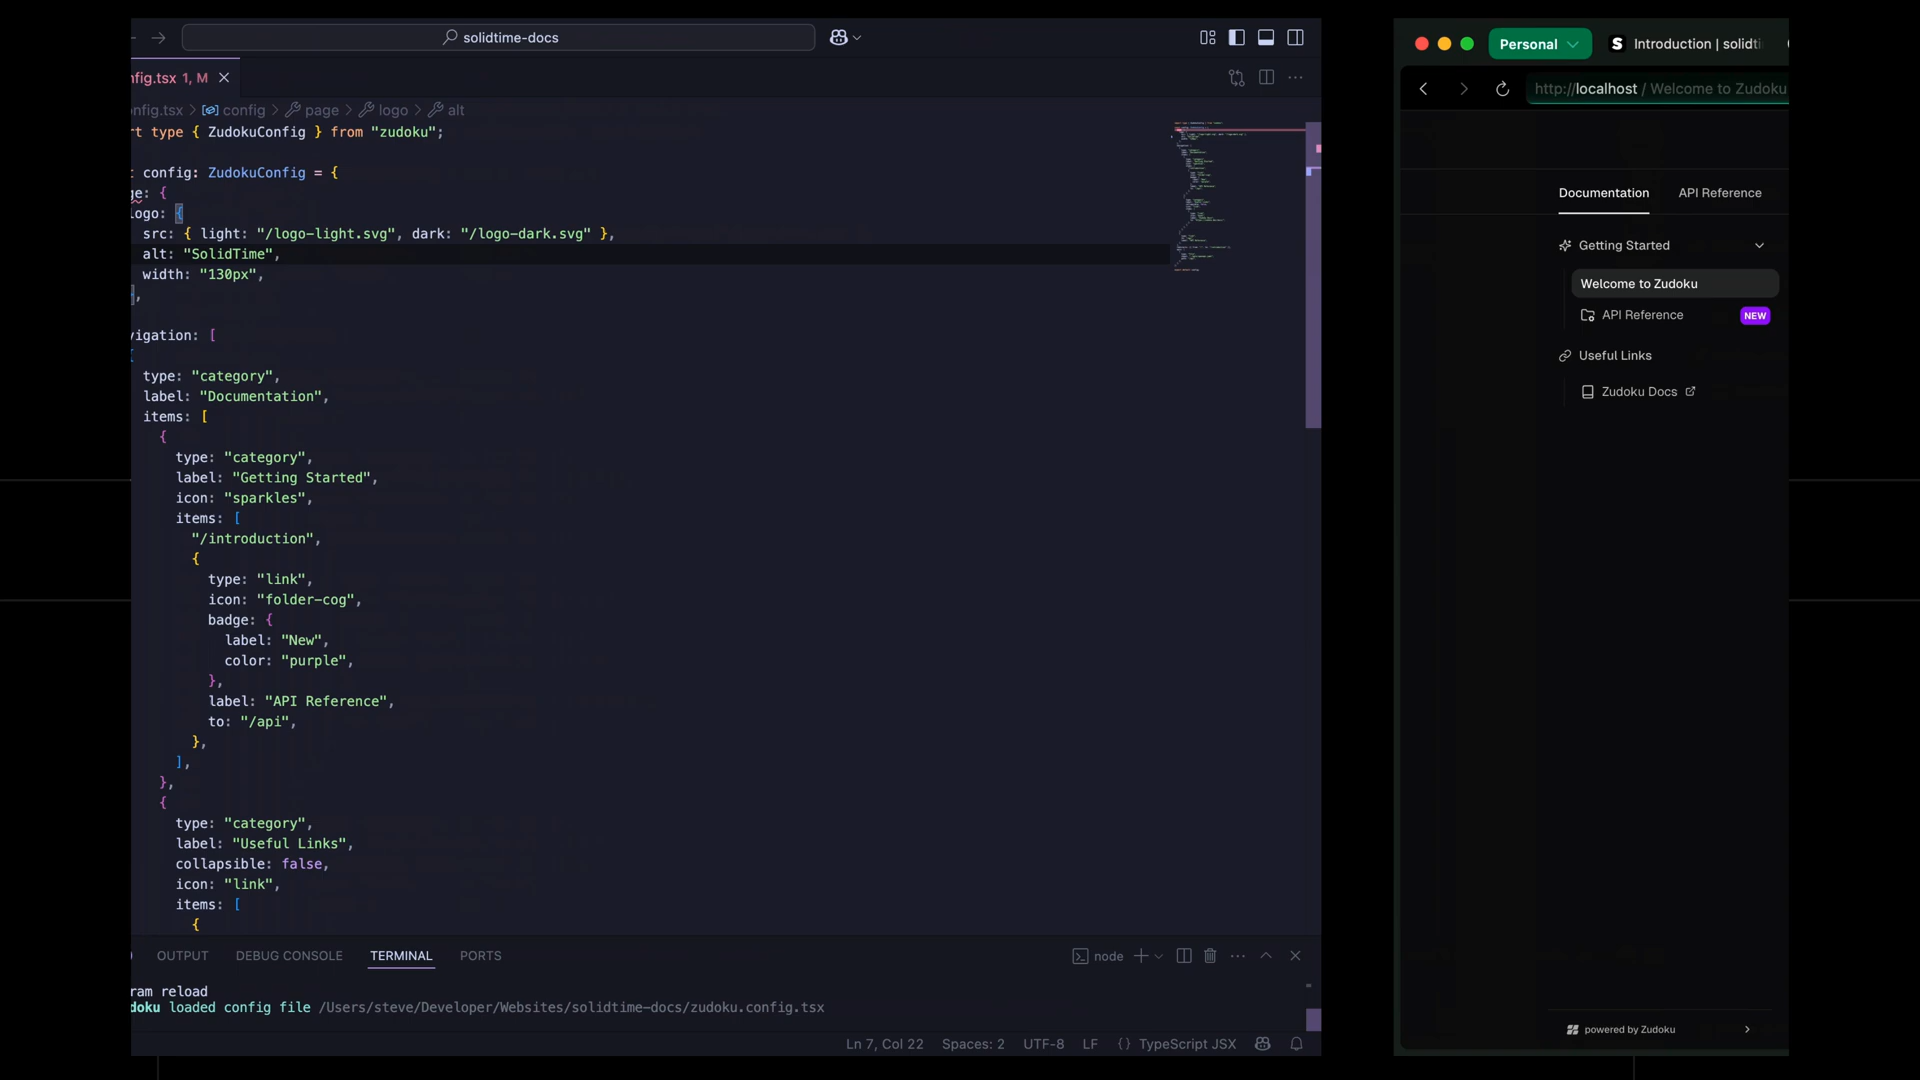 solidtime-docs
nfig.tsx 1, M
nfig.tsx > config > page > logo > alt
rt type { ZudokuConfig } from "zudoku";
t config: ZudokuConfig = {
ge: {
logo: {
src: { light: "/logo-light.svg", dark: "/logo-dark.svg" },
alt: "SolidTime",
width: "130px",
},
vigation: [
{
type: "category",
label: "Documentation",
items: [
{
type: "category",
label: "Getting Started",
icon: "sparkles",
items: [
"/introduction",
{
type: "link",
icon: "folder-cog",
badge: {
label: "New",
color: "purple",
},
label: "API Reference",
to: "/api",
},
],
},
{
type: "category",
label: "Useful Links",
collapsible: false,
icon: "link",
items: [
{
OUTPUT DEBUG CONSOLE TERMINAL PORTS
node
ram reload
doku loaded config file /Users/steve/Developer/Websites/solidtime-docs/zudoku.config.tsx
Ln 7, Col 22 Spaces: 2 UTF-8 LF {} TypeScript JSX
Personal
S Introduction | solidti
http://localhost / Welcome to Zudoku
Documentation API Reference
Getting Started
Welcome to Zudoku
API Reference NEW
Useful Links
Zudoku Docs
powered by Zudoku